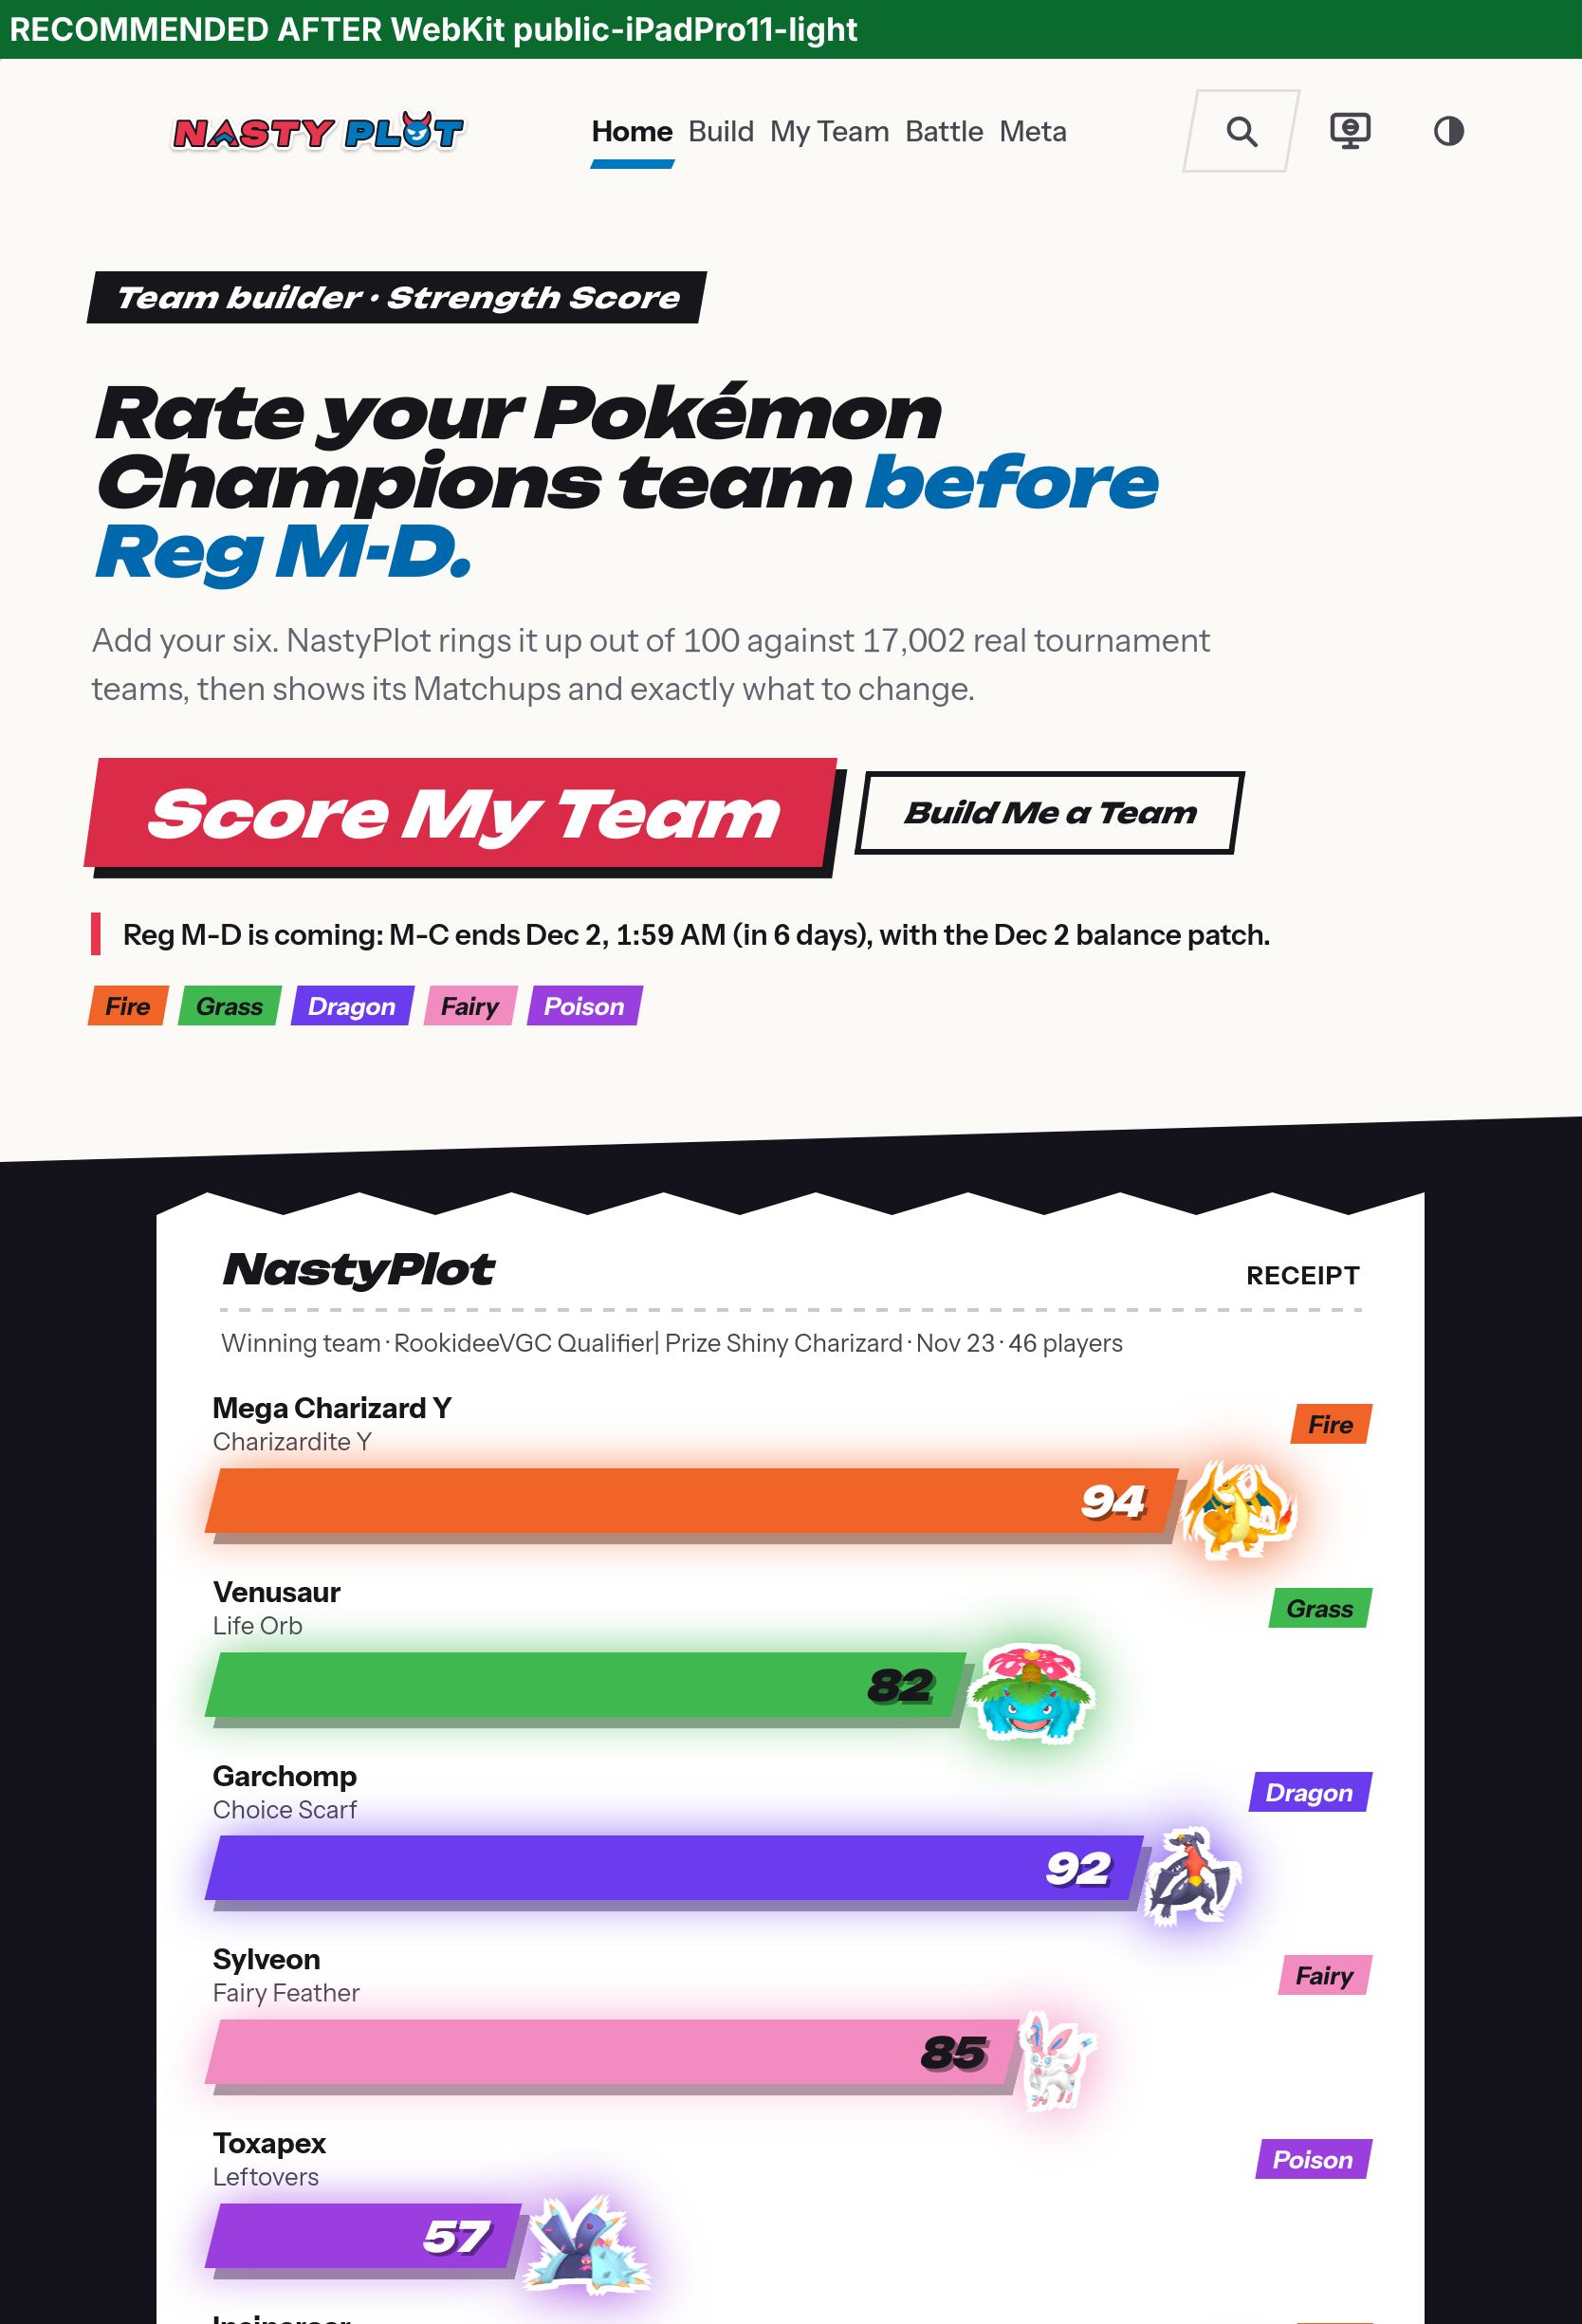 RECOMMENDED AFTER WebKit public-iPadPro11-light
NASTY PLOT
Home Build My Team Battle Meta
Team builder · Strength Score
Rate your Pokémon
Champions team before
Reg M-D.
Add your six. NastyPlot rings it up out of 100 against 17,002 real tournament
teams, then shows its Matchups and exactly what to change.
Score My Team
Build Me a Team
Reg M-D is coming: M-C ends Dec 2, 1:59 AM (in 6 days), with the Dec 2 balance patch.
Fire Grass Dragon Fairy Poison
NastyPlot
RECEIPT
Winning team · RookideeVGC Qualifier| Prize Shiny Charizard · Nov 23 · 46 players
Mega Charizard Y
Charizardite Y
Fire
94
Venusaur
Life Orb
Grass
82
Garchomp
Choice Scarf
Dragon
92
Sylveon
Fairy Feather
Fairy
85
Toxapex
Leftovers
Poison
57